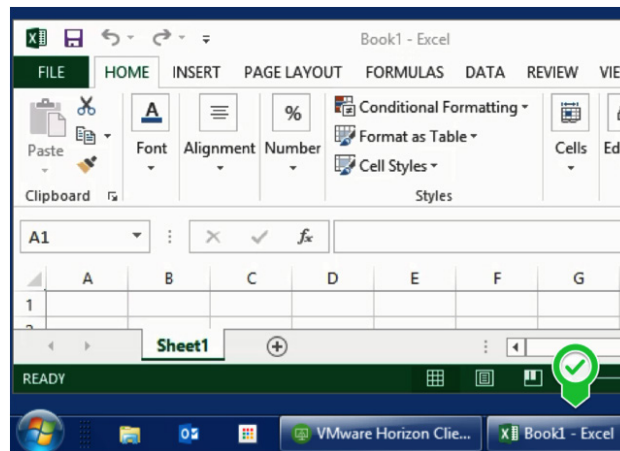 Book1 - Excel
FILE HOME INSERT PAGE LAYOUT FORMULAS DATA REVIEW
Conditional Formatting
Format as Table
Cell Styles
Paste Font Alignment Number Cells
Clipboard Styles
A1 fx
A B C D E F G
1
Sheet1
READY
VMware Horizon Clie... Book1 - Excel